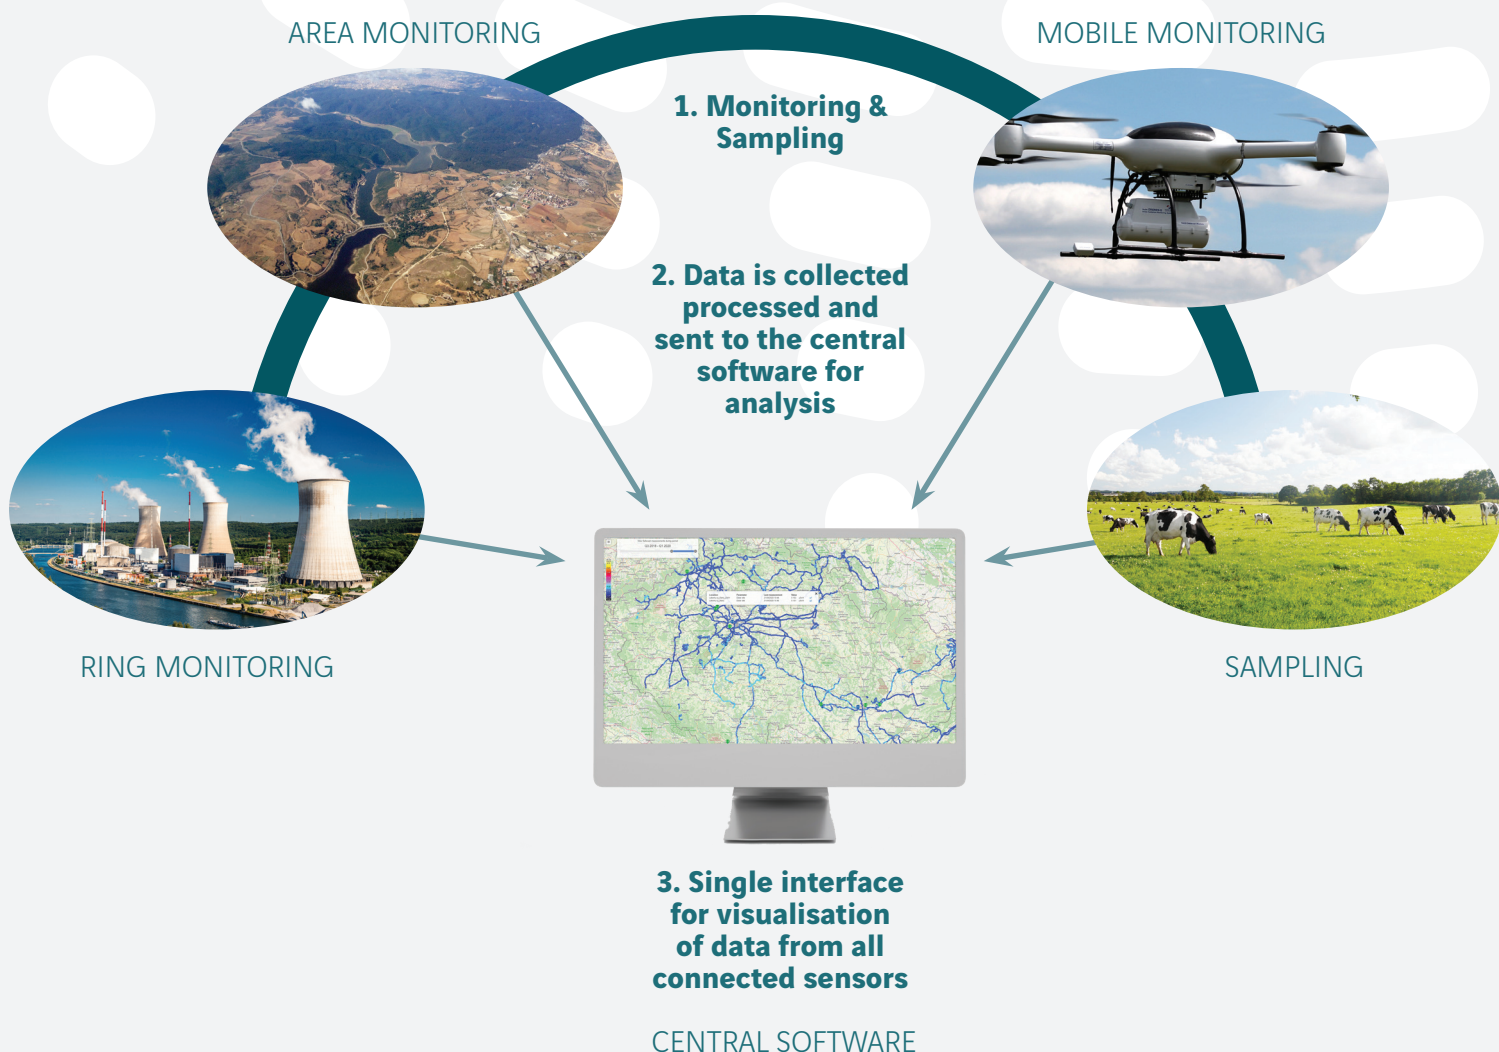 AREA MONITORING
MOBILE MONITORING
1. Monitoring &
Sampling
2. Data is collected
processed and
sent to the central
software for
analysis
RING MONITORING
SAMPLING
3. Single interface
for visualisation
of data from all
connected sensors
CENTRAL SOFTWARE